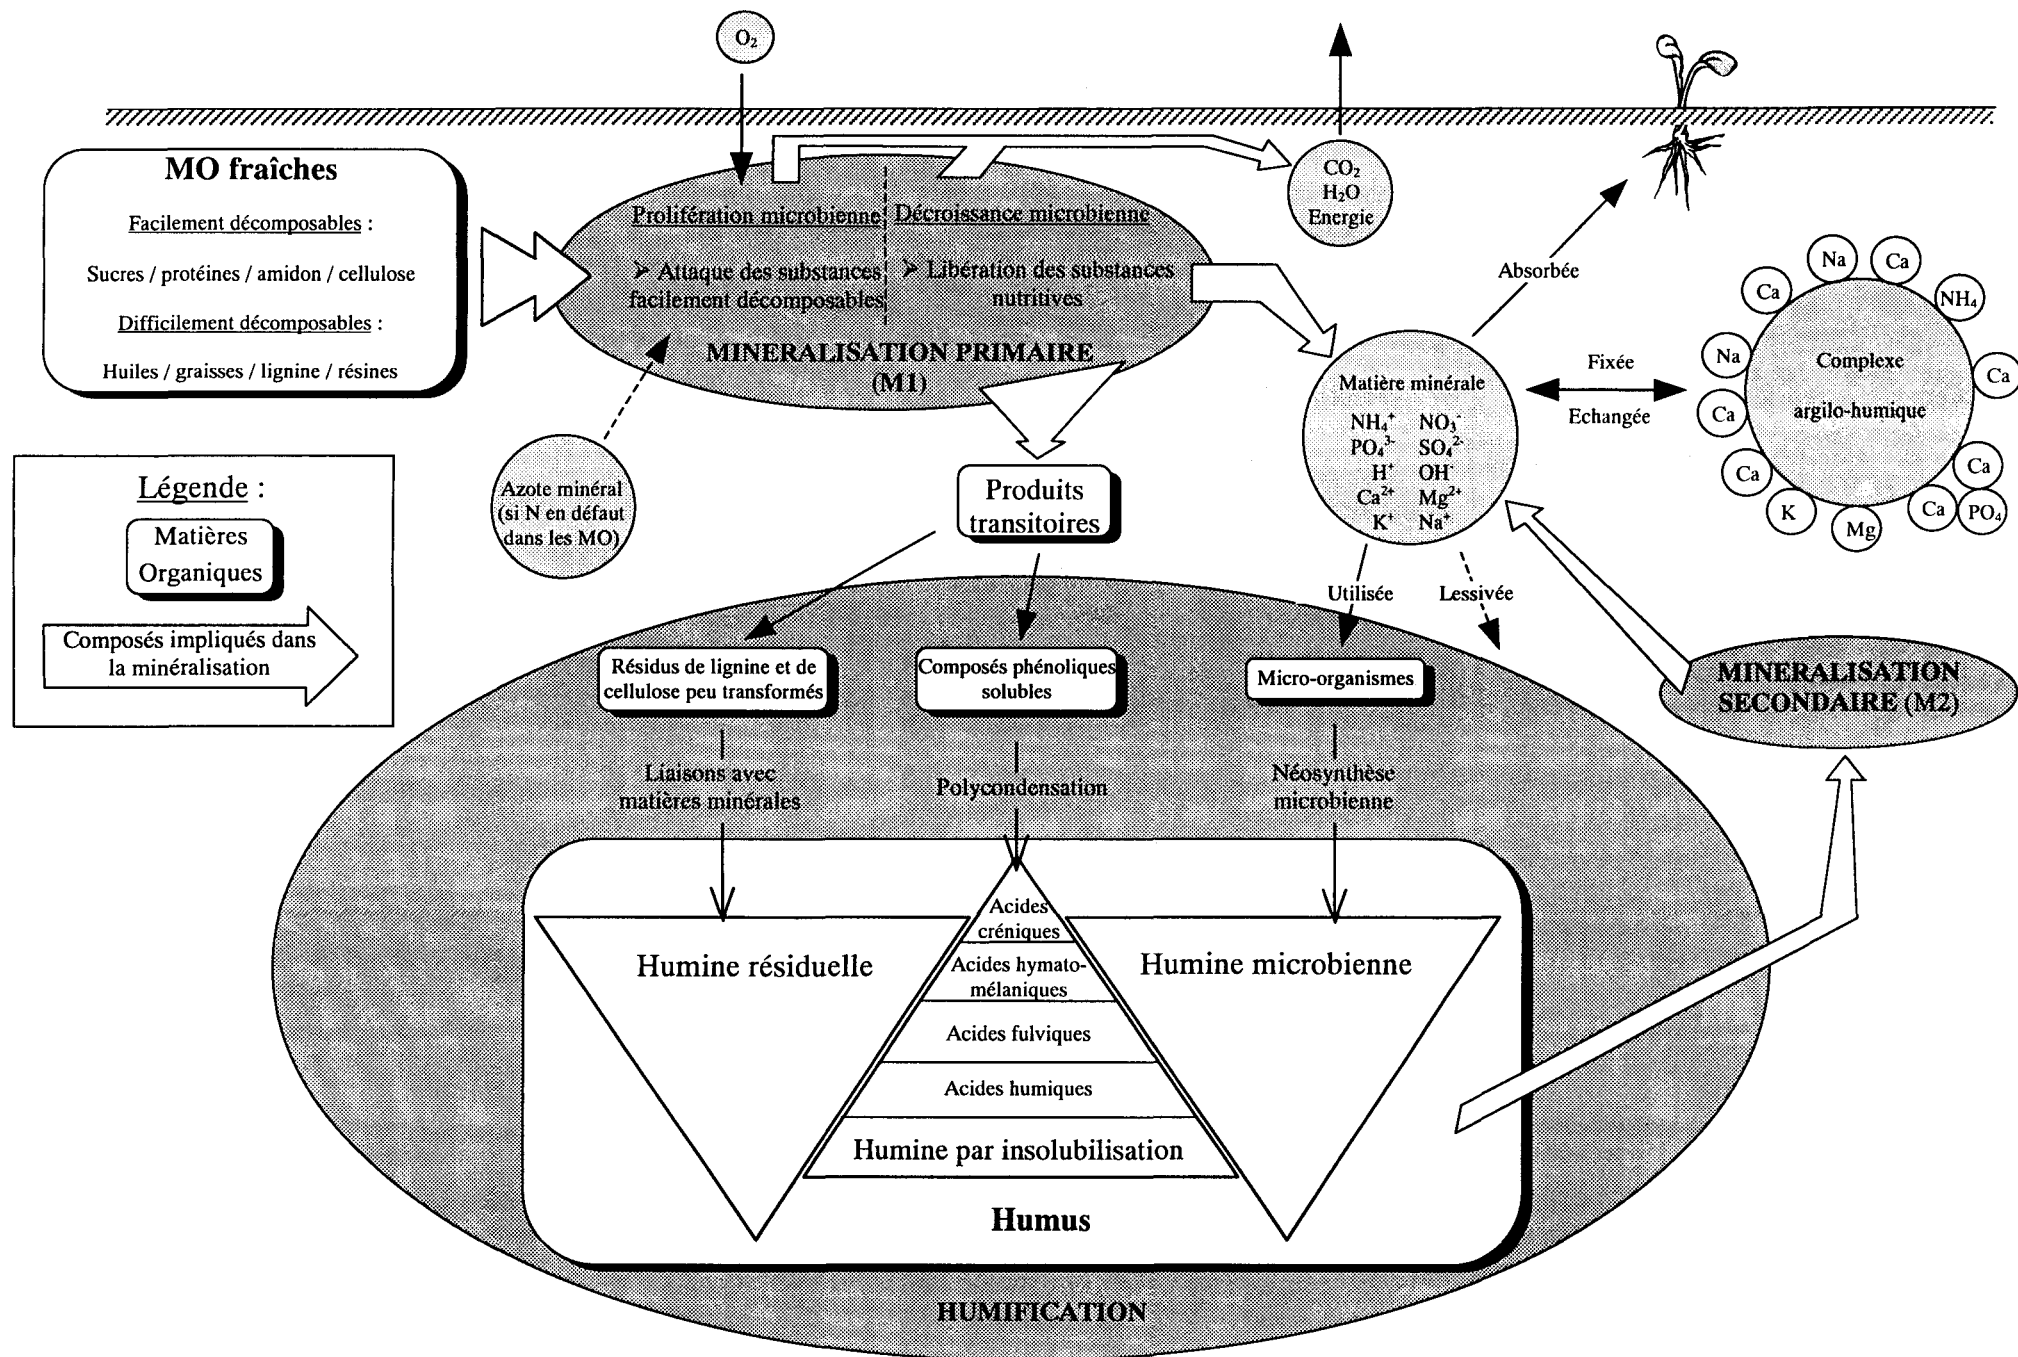 O₂
MO fraîches
Facilement décomposables :
Sucres / protéines / amidon / cellulose
Difficilement décomposables :
Huiles / graisses / lignine / résines
Prolifération microbienne
➢ Attaque des substances
facilement décomposables
Décroissance microbienne
➢ Libération des substances
nutritives
MINERALISATION PRIMAIRE
(M1)
CO₂
H₂O
Energie
Absorbée
Matière minérale
NH₄⁺ NO₃⁻
PO₄³⁻ SO₄²⁻
H⁺ OH⁻
Ca²⁺ Mg²⁺
K⁺ Na⁺
Fixée
Echangée
Complexe
argilo-humique
Na
Ca
NH₄
Ca
Ca
PO₄
Ca
Mg
K
Ca
Ca
Na
Ca
Légende :
Matières
Organiques
Composés impliqués dans
la minéralisation
Azote minéral
(si N en défaut
dans les MO)
Produits
transitoires
Utilisée
Lessivée
Résidus de lignine et de
cellulose peu transformés
Composés phénoliques
solubles
Micro-organismes
MINERALISATION
SECONDAIRE (M2)
Liaisons avec
matières minérales
Polycondensation
Néosynthèse
microbienne
Humine résiduelle
Acides
créniques
Acides hymato-
mélaniques
Acides fulviques
Acides humiques
Humine par insolubilisation
Humine microbienne
Humus
HUMIFICATION